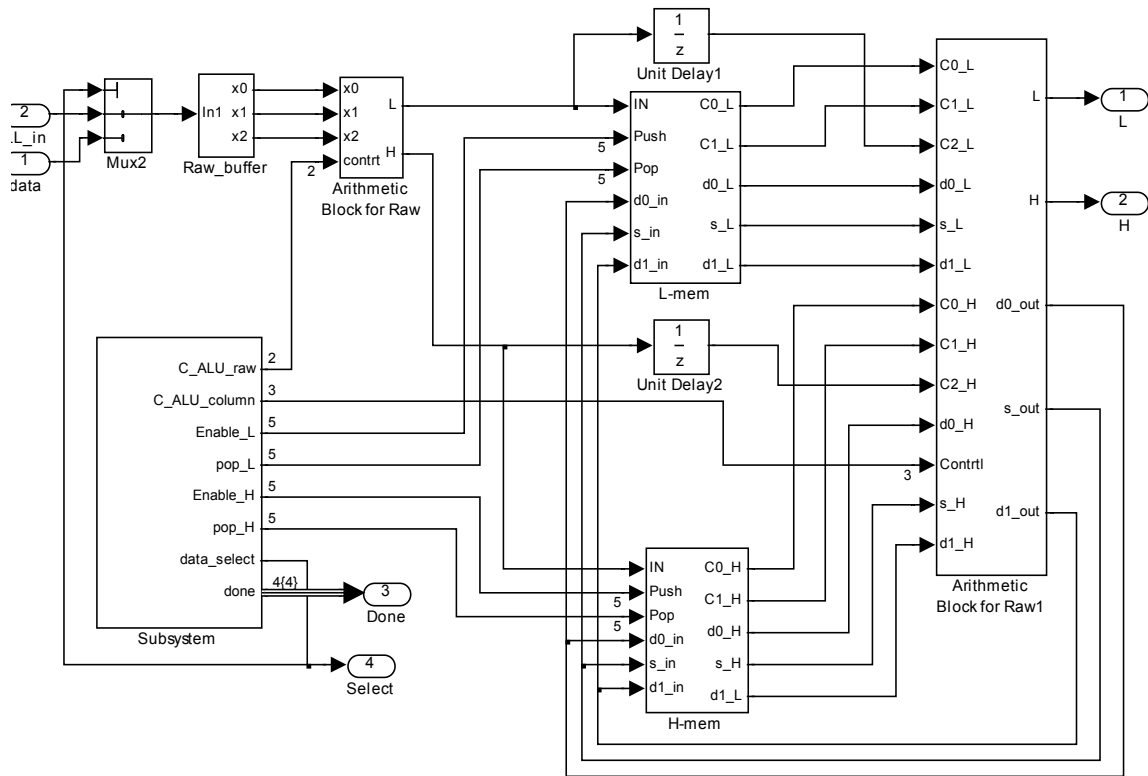 2
LL_in
1
data
Mux2
In1
x0
x1
x2
Raw_buffer
x0
x1
x2
contrt
2
L
H
Arithmetic
Block for Raw
1
z
Unit Delay1
IN
Push
5
Pop
5
d0_in
s_in
d1_in
C0_L
C1_L
d0_L
s_L
d1_L
L-mem
1
z
Unit Delay2
C0_L
C1_L
C2_L
d0_L
s_L
d1_L
C0_H
C1_H
C2_H
d0_H
Contrtl
3
s_H
d1_H
L
H
d0_out
s_out
d1_out
Arithmetic
Block for Raw1
1
L
2
H
C_ALU_raw
2
C_ALU_column
3
Enable_L
5
pop_L
5
Enable_H
5
pop_H
5
data_select
done
4{4}
Subsystem
3
Done
4
Select
IN
Push
5
Pop
5
d0_in
s_in
d1_in
C0_H
C1_H
d0_H
s_H
d1_L
H-mem